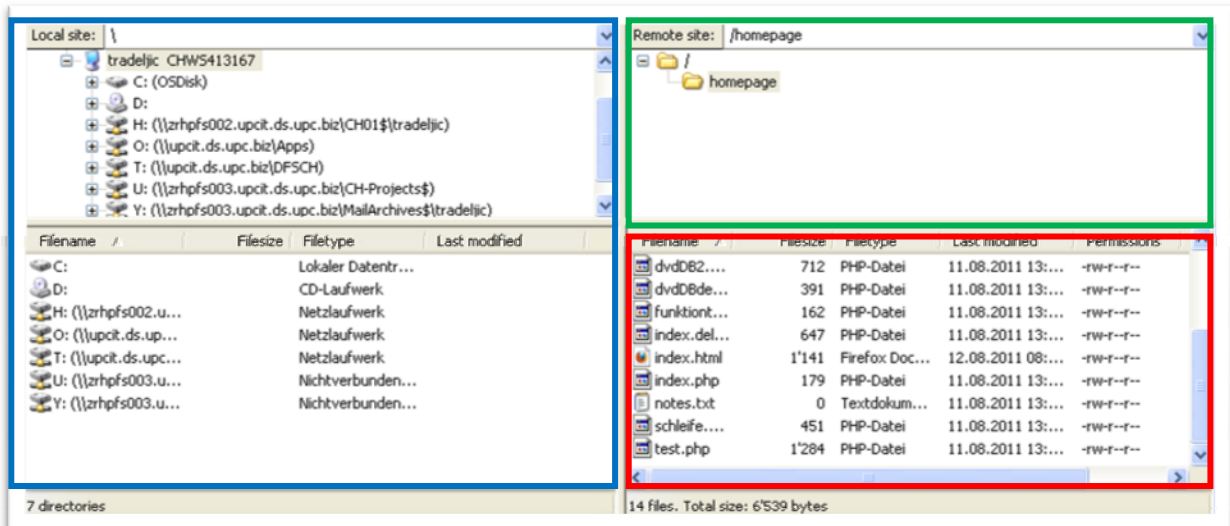 Local site: \
tradeljic CHWS413167
C: (OSDisk)
D:
H: (\\zrhpfs002.upcit.ds.upc.biz\CH01$\tradeljic)
O: (\\upcit.ds.upc.biz\Apps)
T: (\\upcit.ds.upc.biz\DFSCH)
U: (\\zrhpfs003.upcit.ds.upc.biz\CH-Projects$)
Y: (\\zrhpfs003.upcit.ds.upc.biz\MailArchives$\tradeljic)
Filename Filesize Filetype Last modified
C: Lokaler Datentr...
D: CD-Laufwerk
H: (\\zrhpfs002.u... Netzlaufwerk
O: (\\upcit.ds.up... Netzlaufwerk
T: (\\upcit.ds.upc... Netzlaufwerk
U: (\\zrhpfs003.u... Nichtverbunden...
Y: (\\zrhpfs003.u... Nichtverbunden...
7 directories
Remote site: /homepage
/
homepage
Filename Filesize Filetype Last modified Permissions
dvdDB2.... 712 PHP-Datei 11.08.2011 13:... -rw-r--r--
dvdDBde... 391 PHP-Datei 11.08.2011 13:... -rw-r--r--
funktiont... 162 PHP-Datei 11.08.2011 13:... -rw-r--r--
index.del... 647 PHP-Datei 11.08.2011 13:... -rw-r--r--
index.html 1'141 Firefox Doc... 12.08.2011 08:... -rw-r--r--
index.php 179 PHP-Datei 11.08.2011 13:... -rw-r--r--
notes.txt 0 Textdokum... 11.08.2011 13:... -rw-r--r--
schleife.... 451 PHP-Datei 11.08.2011 13:... -rw-r--r--
test.php 1'284 PHP-Datei 11.08.2011 13:... -rw-r--r--
14 files. Total size: 6'539 bytes